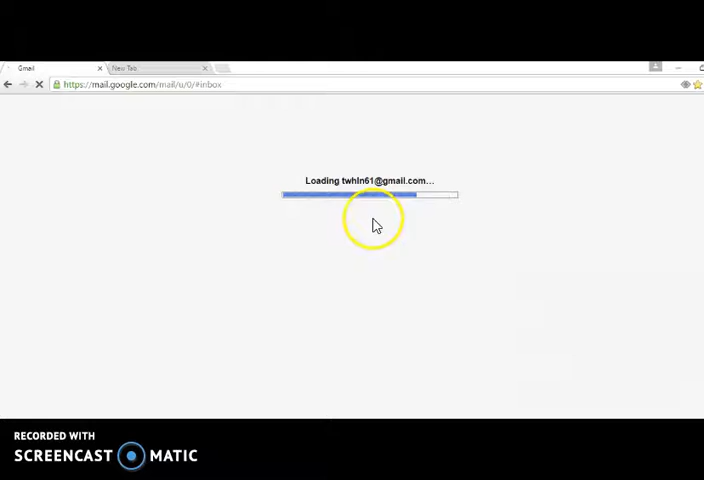 Gmail
New Tab
https://mail.google.com/mail/u/0/#inbox
Loading twhln61@gmail.com...
RECORDED WITH
SCREENCAST MATIC